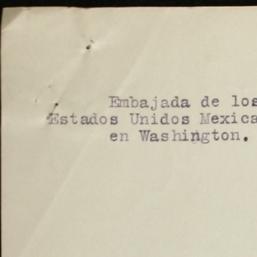 Embajada de los
Estados Unidos Mexica
en Washington.